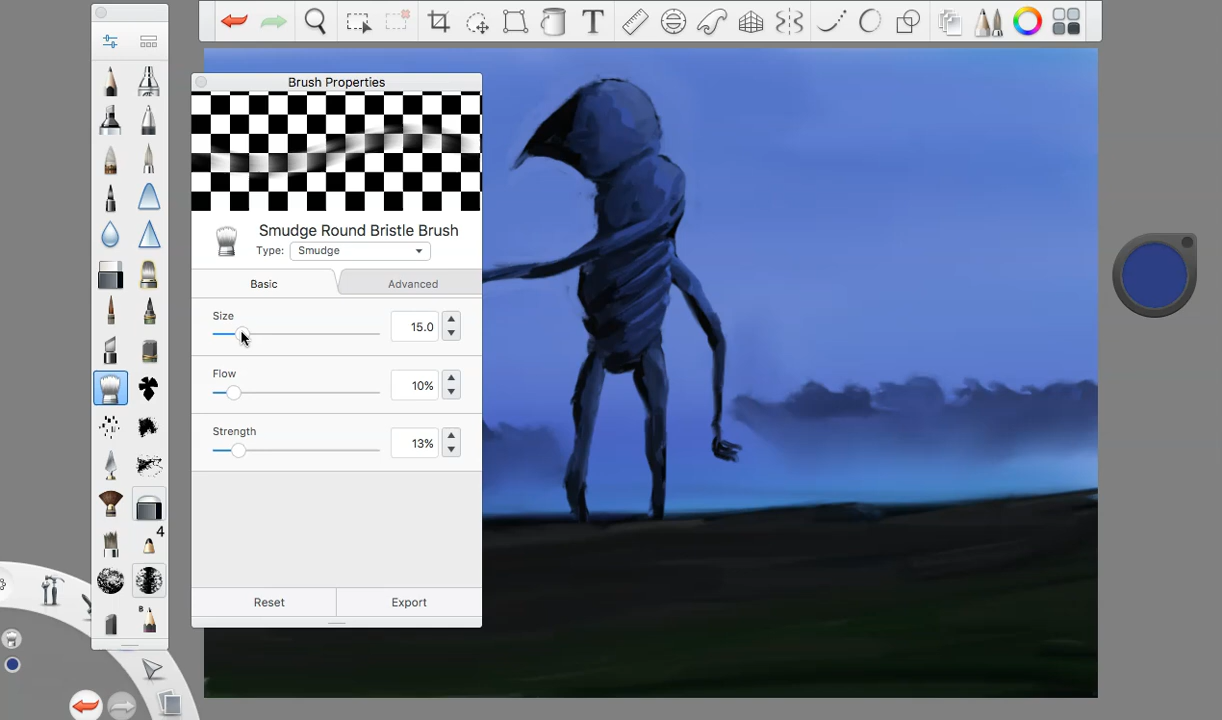 T
Brush Properties
Smudge Round Bristle Brush
Type: Smudge
Basic Advanced
Size
15.0
Flow
10%
Strength
13%
4
B
Reset Export